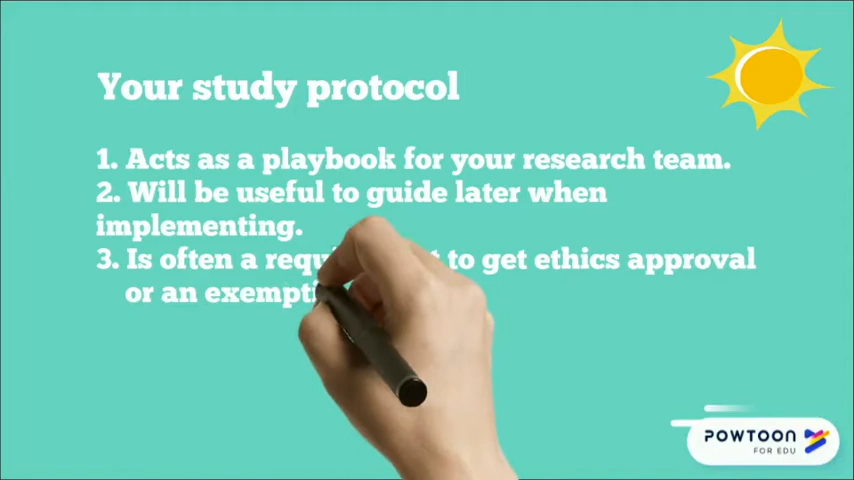 Your study protocol
1. Acts as a playbook for your research team.
2. Will be useful to guide later when
implementing.
3. Is often a to get ethics approval
or an
POWTOON
FOR EDU